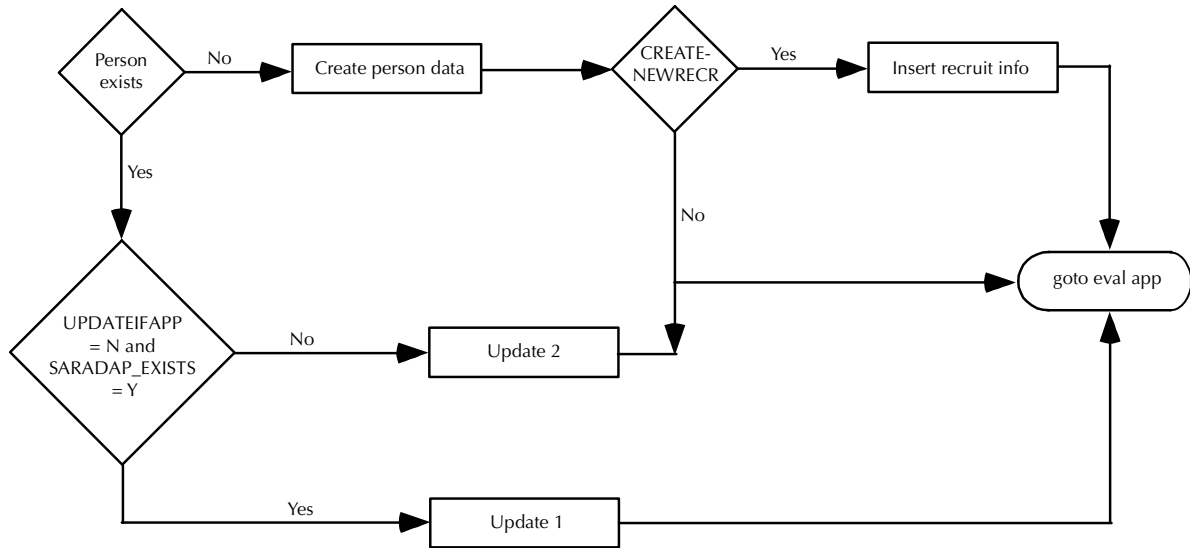 Person
exists
No
Create person data
CREATE-
NEWRECR
Yes
Insert recruit info
Yes
No
goto eval app
UPDATEIFAPP
= N and
SARADAP_EXISTS
= Y
No
Update 2
Yes
Update 1